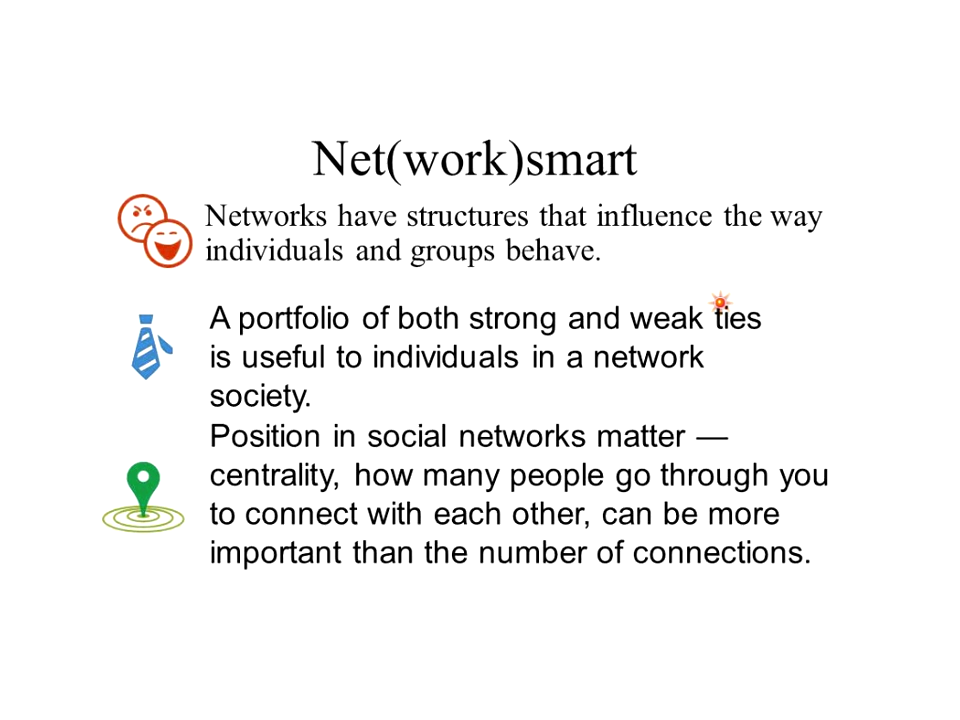 Net(work)smart
Networks have structures that influence the way
individuals and groups behave.
A portfolio of both strong and weak ties
is useful to individuals in a network
society.
Position in social networks matter —
centrality, how many people go through you
to connect with each other, can be more
important than the number of connections.